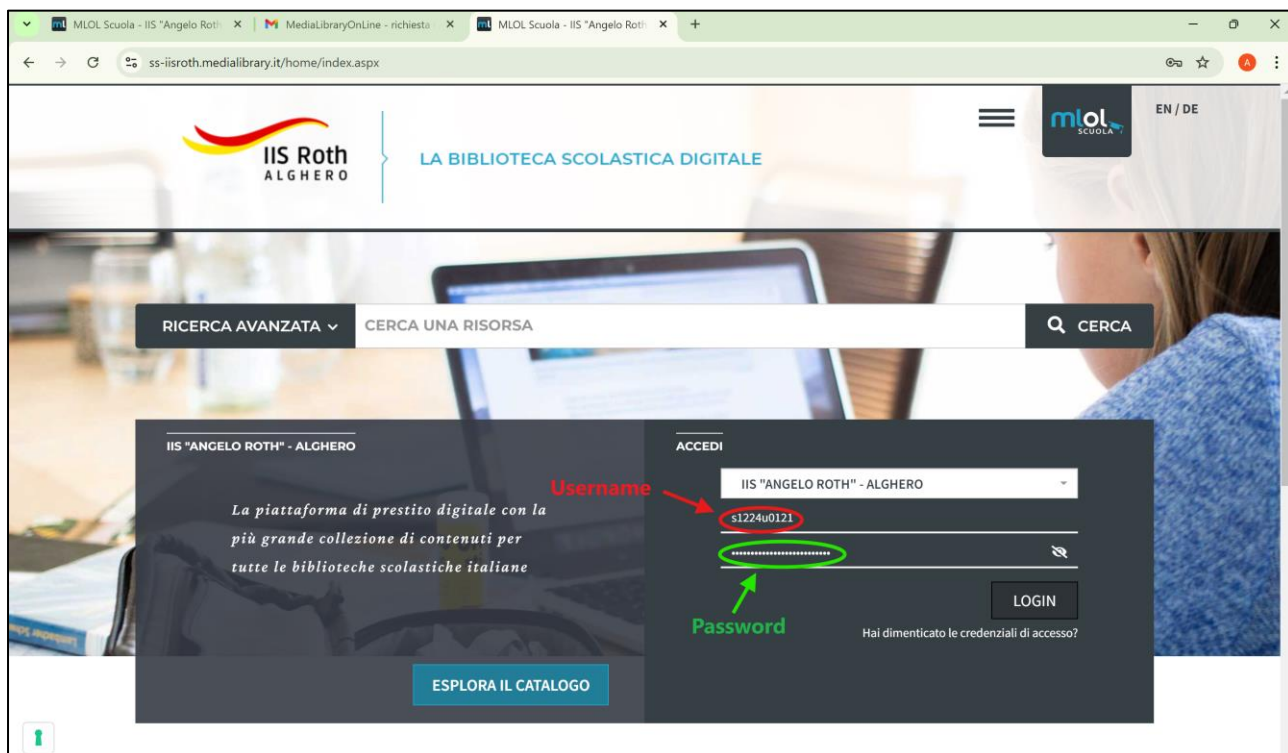 MLOL Scuola - IIS "Angelo Roth
MediaLibraryOnLine - richiesta
MLOL Scuola - IIS "Angelo Roth
ss-iisroth.medialibrary.it/home/index.aspx
A
IIS Roth
ALGHERO
LA BIBLIOTECA SCOLASTICA DIGITALE
mlol
SCUOLA
EN / DE
RICERCA AVANZATA
CERCA UNA RISORSA
CERCA
IIS "ANGELO ROTH" - ALGHERO
La piattaforma di prestito digitale con la
più grande collezione di contenuti per
tutte le biblioteche scolastiche italiane
ESPLORA IL CATALOGO
ACCEDI
IIS "ANGELO ROTH" - ALGHERO
Username
s1224u0121
Password
LOGIN
Hai dimenticato le credenziali di accesso?